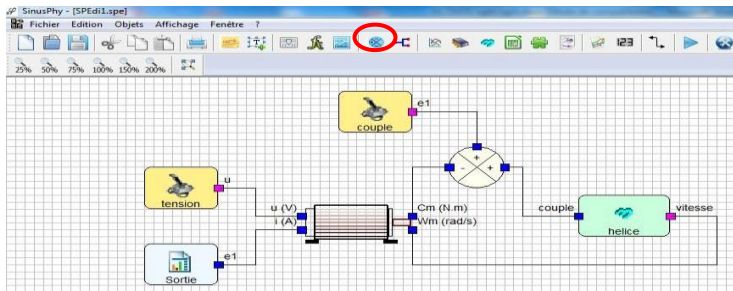 SinusPhy - [SPEdi1.spe]
Fichier Edition Objets Affichage Fenêtre ?
123
25% 50% 75% 100% 150% 200%
e1
couple
+
- +
u
tension
u (V)
i (A)
Cm (N.m)
Wm (rad/s)
couple
vitesse
helice
e1
Sortie